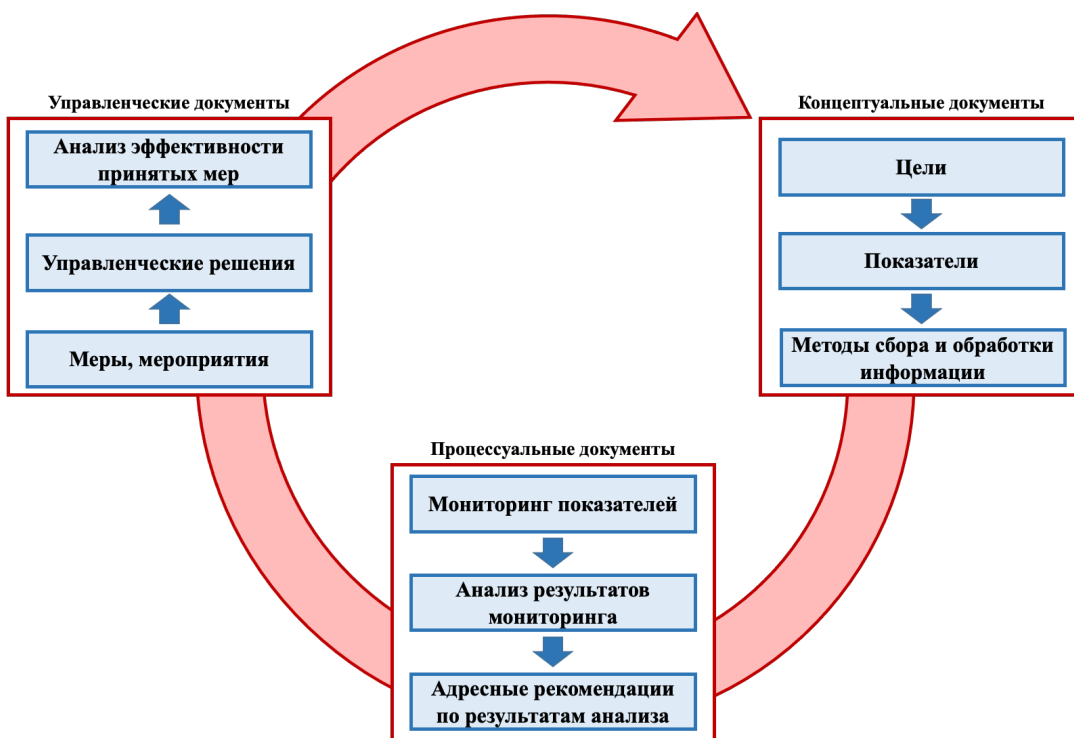 Управленческие документы
Анализ эффективности
принятых мер
Управленческие решения
Меры, мероприятия
Концептуальные документы
Цели
Показатели
Методы сбора и обработки
информации
Процессуальные документы
Мониторинг показателей
Анализ результатов
мониторинга
Адресные рекомендации
по результатам анализа